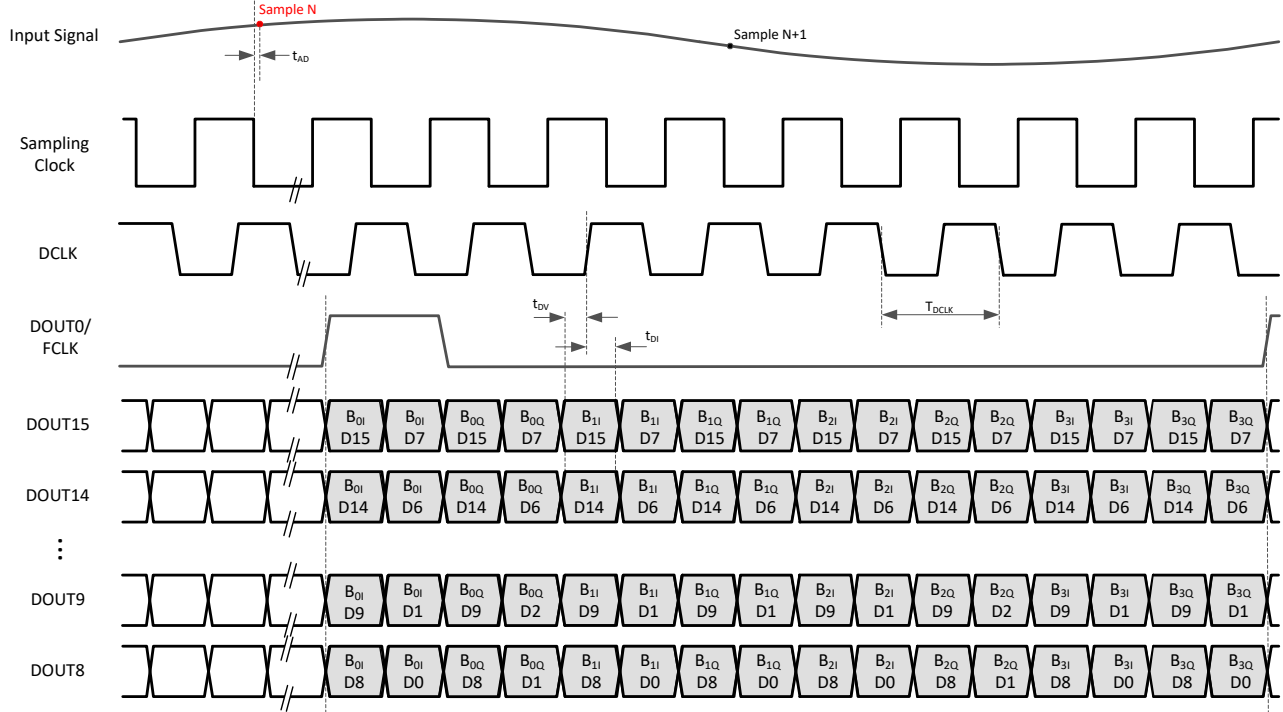 Sample N
Input Signal
Sample N+1
tAD
Sampling
Clock
DCLK
tDV
TDCLK
DOUT0/
FCLK
tDI
DOUT15
B0I B0I B0Q B0Q B1I B1I B1Q B1Q B2I B2I B2Q B2Q B3I B3I B3Q B3Q
D15 D7 D15 D7 D15 D7 D15 D7 D15 D7 D15 D7 D15 D7 D15 D7
DOUT14
B0I B0I B0Q B0Q B1I B1I B1Q B1Q B2I B2I B2Q B2Q B3I B3I B3Q B3Q
D14 D6 D14 D6 D14 D6 D14 D6 D14 D6 D14 D6 D14 D6 D14 D6
DOUT9
B0I B0I B0Q B0Q B1I B1I B1Q B1Q B2I B2I B2Q B2Q B3I B3I B3Q B3Q
D9 D1 D9 D2 D9 D1 D9 D1 D9 D1 D9 D2 D9 D1 D9 D1
DOUT8
B0I B0I B0Q B0Q B1I B1I B1Q B1Q B2I B2I B2Q B2Q B3I B3I B3Q B3Q
D8 D0 D8 D1 D8 D0 D8 D0 D8 D0 D8 D1 D8 D0 D8 D0